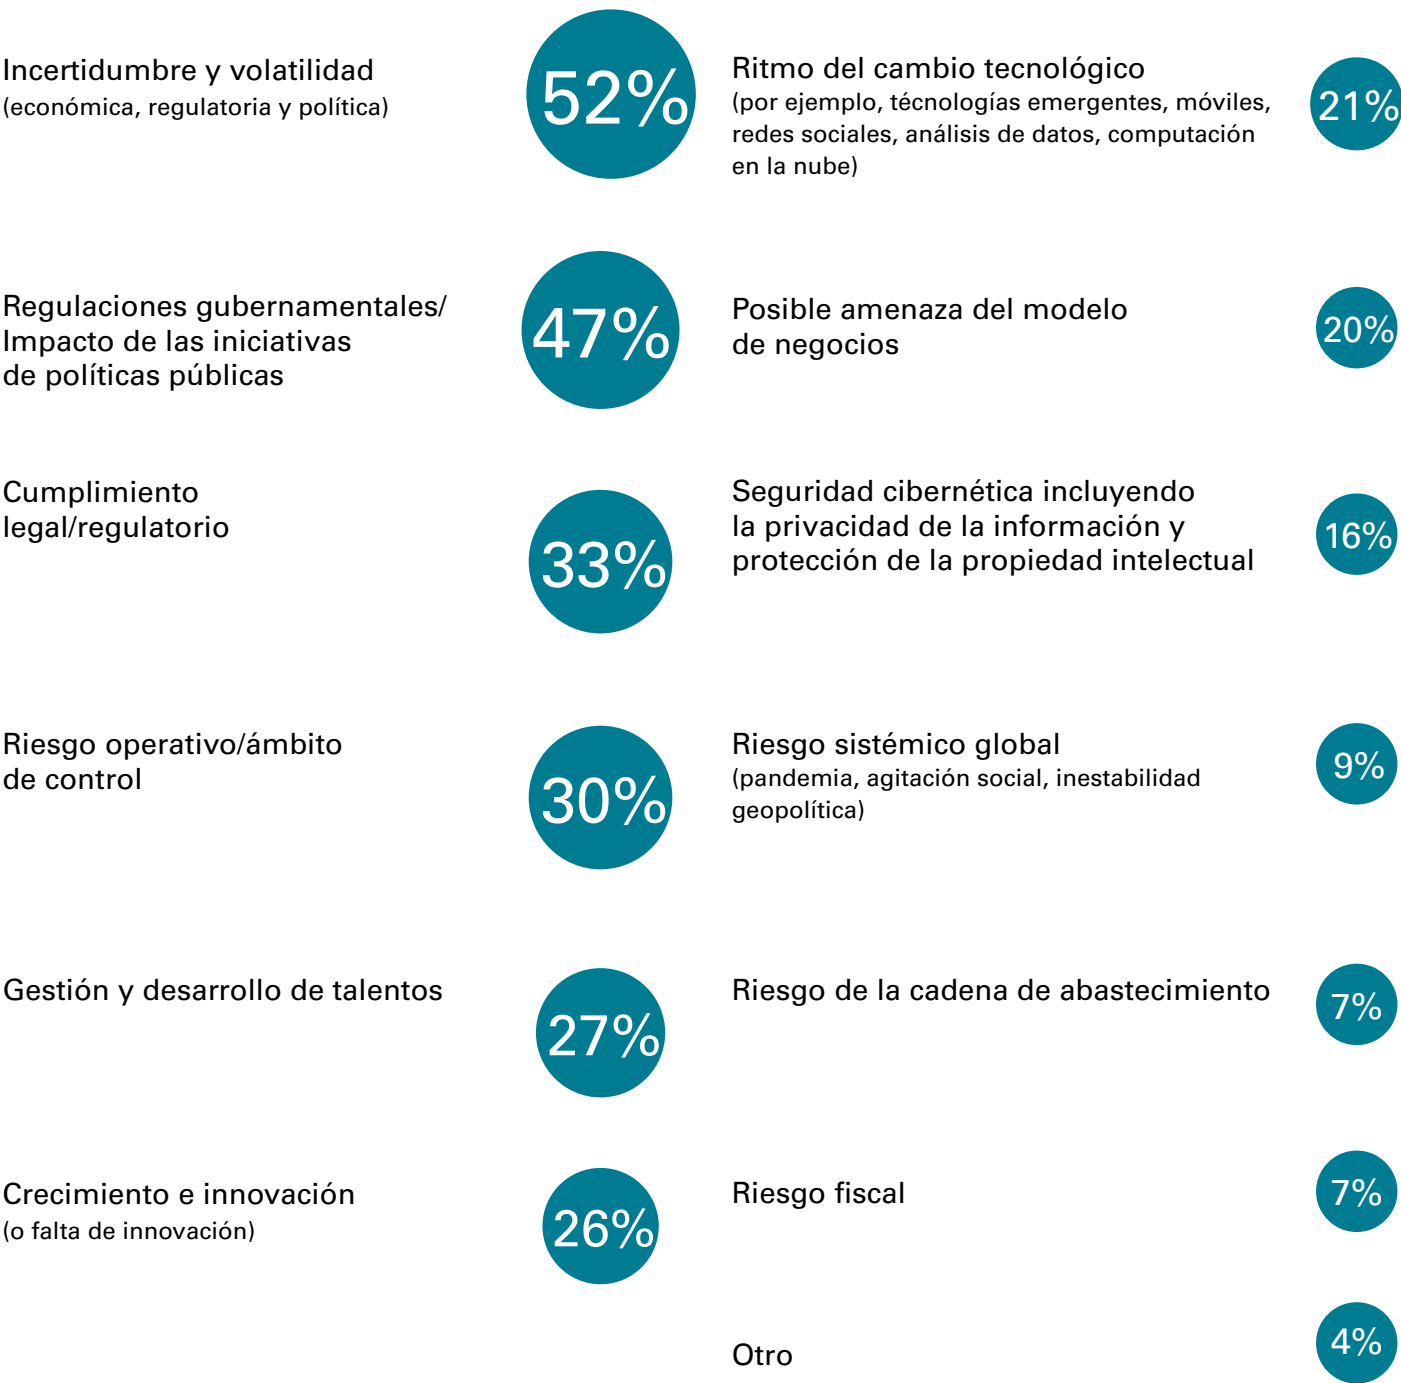 Incertidumbre y volatilidad
(económica, regulatoria y política)
52%
Regulaciones gubernamentales/
Impacto de las iniciativas
de políticas públicas
47%
Cumplimiento
legal/regulatorio
33%
Riesgo operativo/ámbito
de control
30%
Gestión y desarrollo de talentos
27%
Crecimiento e innovación
(o falta de innovación)
26%
Ritmo del cambio tecnológico
(por ejemplo, técnologías emergentes, móviles,
redes sociales, análisis de datos, computación
en la nube)
21%
Posible amenaza del modelo
de negocios
20%
Seguridad cibernética incluyendo
la privacidad de la información y
protección de la propiedad intelectual
16%
Riesgo sistémico global
(pandemia, agitación social, inestabilidad
geopolítica)
9%
Riesgo de la cadena de abastecimiento
7%
Riesgo fiscal
7%
Otro
4%